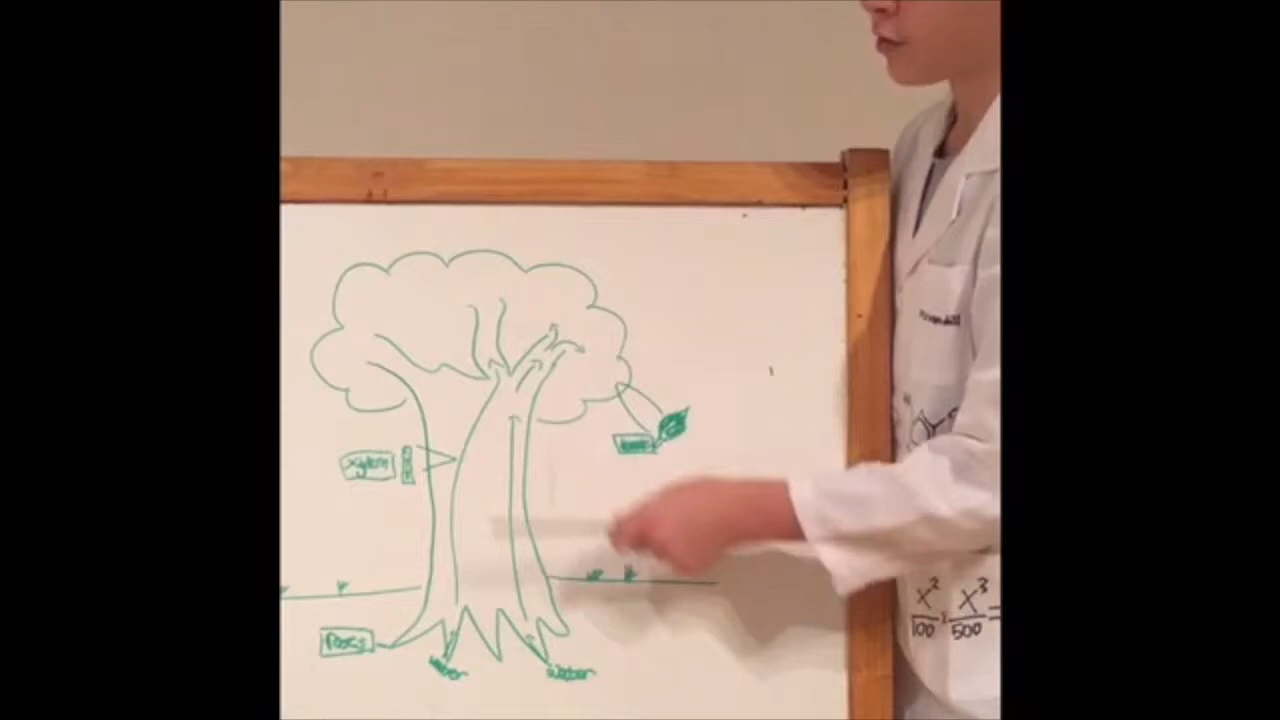 xylem
Roots
water
water
X²/100 X³/500 =